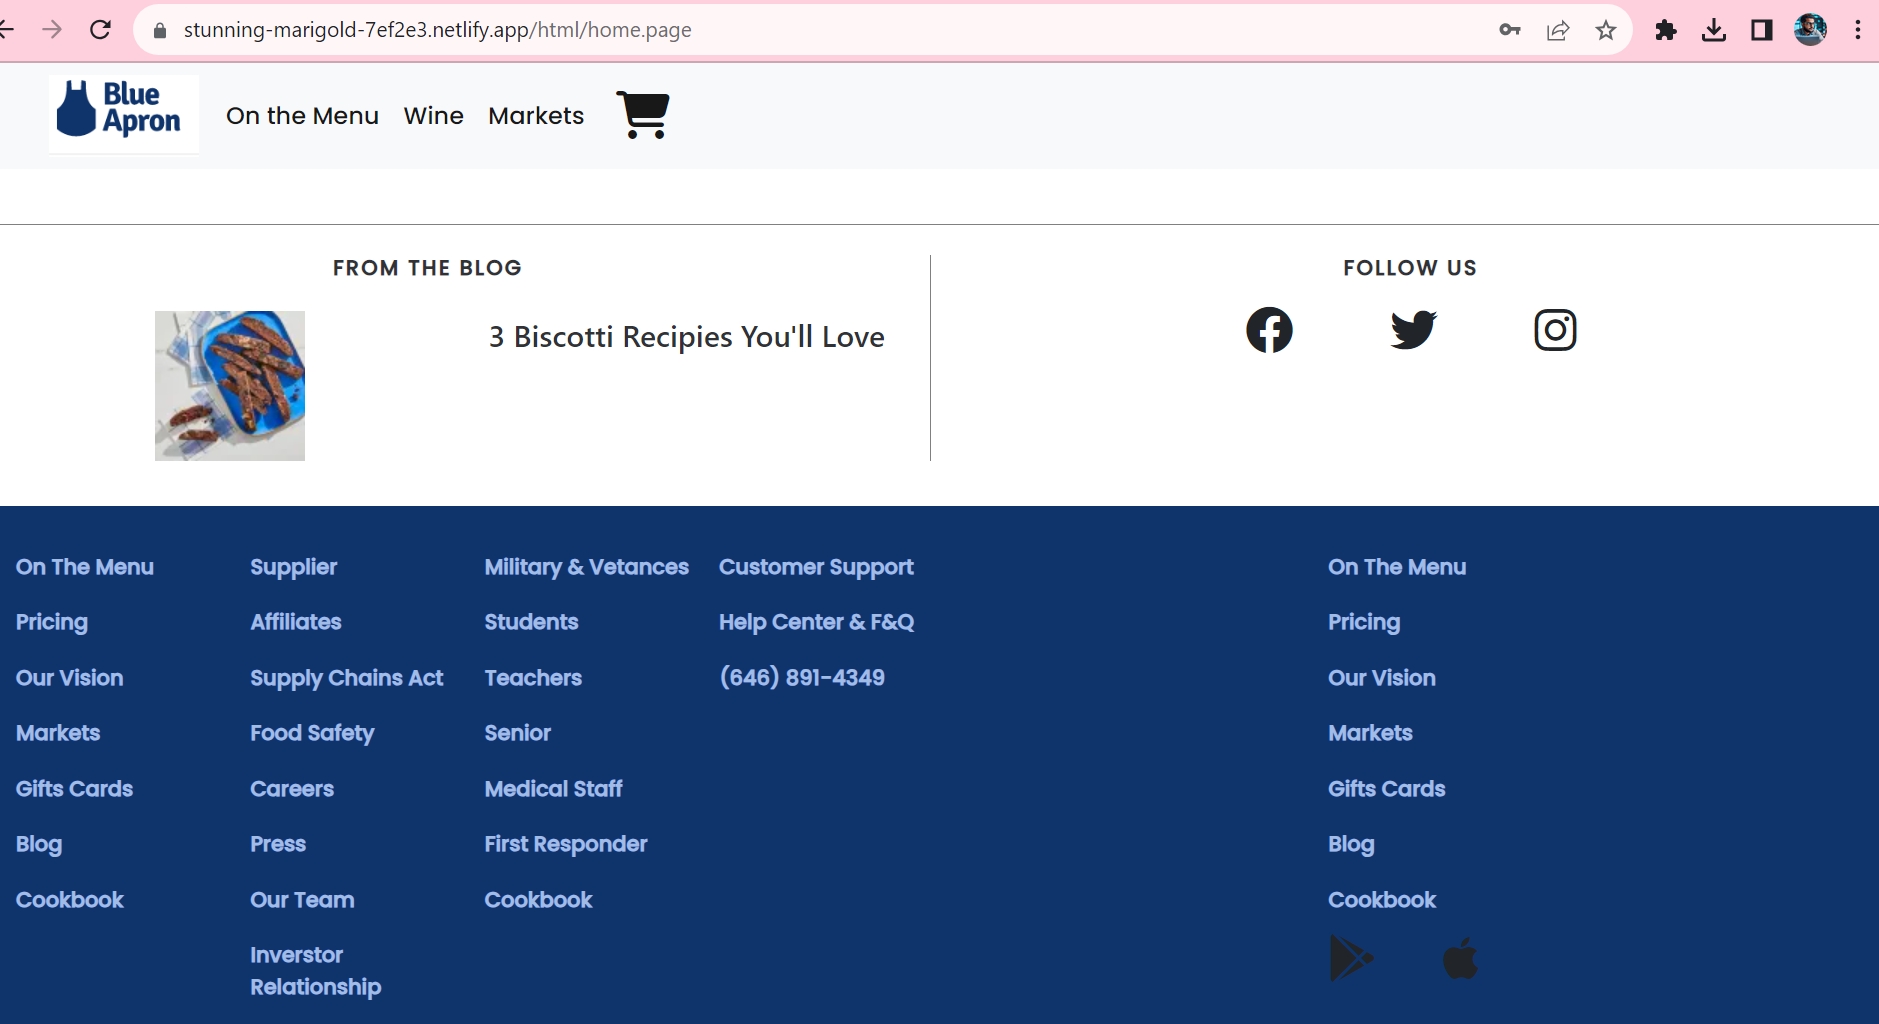 stunning-marigold-7ef2e3.netlify.app/html/home.page
Blue
Apron
On the Menu
Wine
Markets
FROM THE BLOG
3 Biscotti Recipies You'll Love
FOLLOW US
On The Menu
Pricing
Our Vision
Markets
Gifts Cards
Blog
Cookbook
Supplier
Affiliates
Supply Chains Act
Food Safety
Careers
Press
Our Team
Inverstor
Relationship
Military & Vetances
Students
Teachers
Senior
Medical Staff
First Responder
Cookbook
Customer Support
Help Center & F&Q
(646) 891-4349
On The Menu
Pricing
Our Vision
Markets
Gifts Cards
Blog
Cookbook